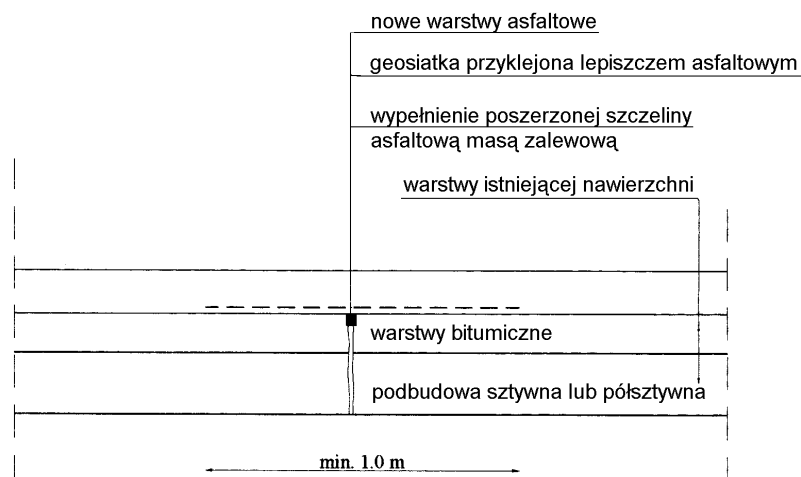 nowe warstwy asfaltowe
geosiatka przyklejona lepiszczem asfaltowym
wypełnienie poszerzonej szczeliny
asfaltową masą zalewową
warstwy istniejącej nawierzchni
warstwy bitumiczne
podbudowa sztywna lub półsztywna
min. 1.0 m